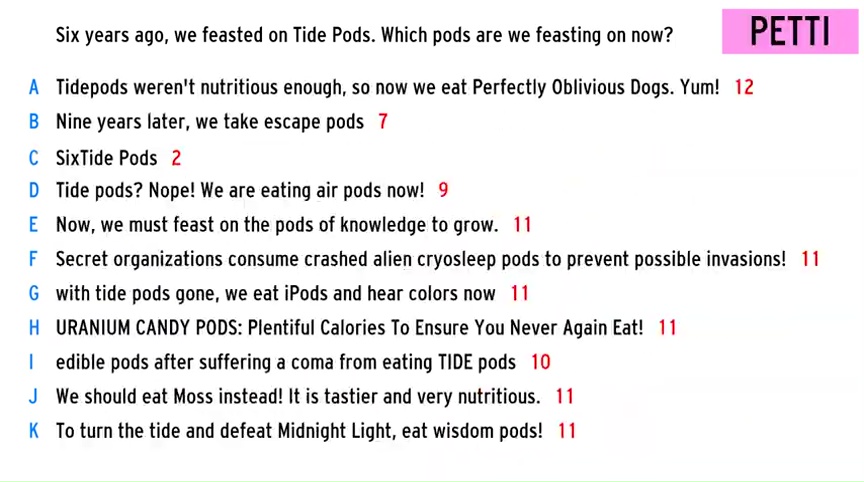 Six years ago, we feasted on Tide Pods. Which pods are we feasting on now?
PETTI
A Tidepods weren't nutritious enough, so now we eat Perfectly Oblivious Dogs. Yum! 12
B Nine years later, we take escape pods 7
C SixTide Pods 2
D Tide pods? Nope! We are eating air pods now! 9
E Now, we must feast on the pods of knowledge to grow. 11
F Secret organizations consume crashed alien cryosleep pods to prevent possible invasions! 11
G with tide pods gone, we eat iPods and hear colors now 11
H URANIUM CANDY PODS: Plentiful Calories To Ensure You Never Again Eat! 11
I edible pods after suffering a coma from eating TIDE pods 10
J We should eat Moss instead! It is tastier and very nutritious. 11
K To turn the tide and defeat Midnight Light, eat wisdom pods! 11